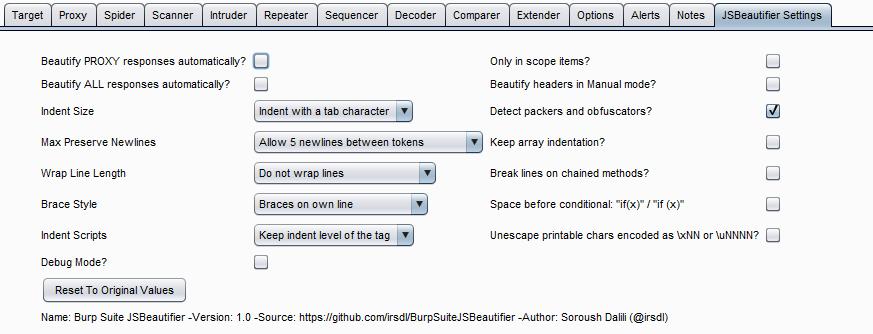 Target Proxy Spider Scanner Intruder Repeater Sequencer Decoder Comparer Extender Options Alerts Notes JSBeautifier Settings
Beautify PROXY responses automatically? Only in scope items?
Beautify ALL responses automatically? Beautify headers in Manual mode?
Indent Size Indent with a tab character Detect packers and obfuscators?
Max Preserve Newlines Allow 5 newlines between tokens Keep array indentation?
Wrap Line Length Do not wrap lines Break lines on chained methods?
Brace Style Braces on own line Space before conditional: "if(x)" / "if (x)"
Indent Scripts Keep indent level of the tag Unescape printable chars encoded as \xNN or \uNNNN?
Debug Mode?
Reset To Original Values
Name: Burp Suite JSBeautifier -Version: 1.0 -Source: https://github.com/irsdl/BurpSuiteJSBeautifier -Author: Soroush Dalili (@irsdl)